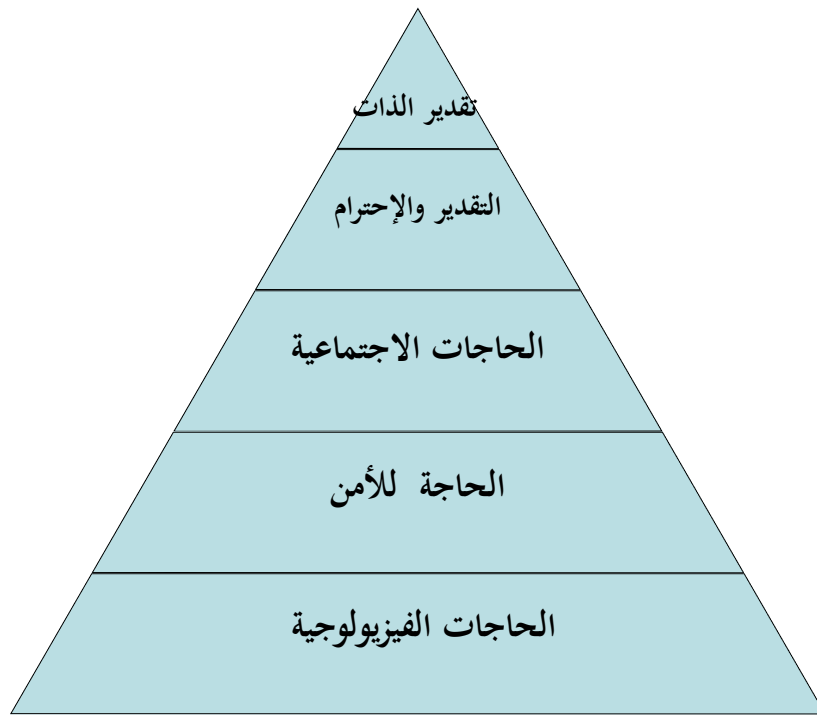 تقدير الذات
التقدير والإحترام
الحاجات الاجتماعية
الحاجة للأمن
الحاجات الفيزيولوجية